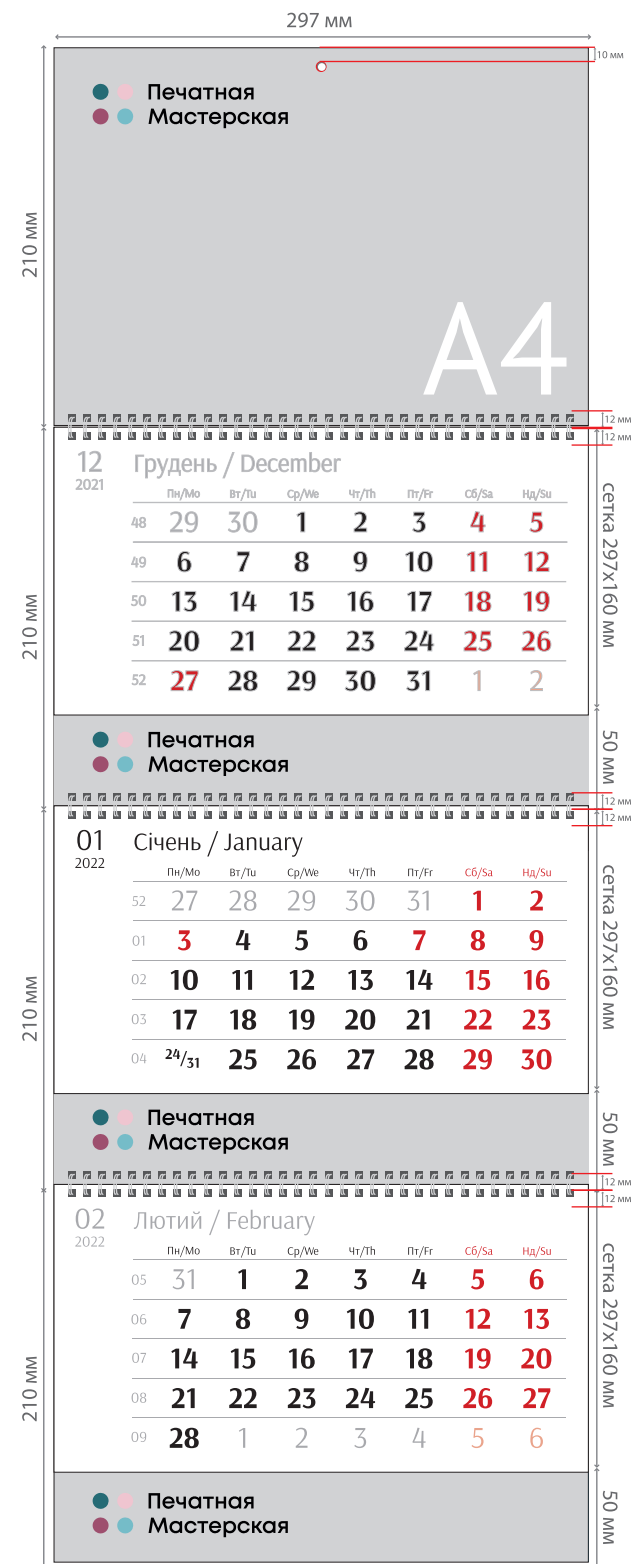 297 мм
10 мм
Печатная
Мастерская
210 мм
A4
12 мм
12 мм
12 Грудень / December
2021
Пн/Mo Вт/Tu Ср/We Чт/Th Пт/Fr Сб/Sa Нд/Su
48 29 30 1 2 3 4 5
49 6 7 8 9 10 11 12
50 13 14 15 16 17 18 19
51 20 21 22 23 24 25 26
52 27 28 29 30 31 1 2
210 мм
сетка 297х160 мм
Печатная
Мастерская
50 мм
12 мм
12 мм
01 Січень / January
2022
Пн/Mo Вт/Tu Ср/We Чт/Th Пт/Fr Сб/Sa Нд/Su
52 27 28 29 30 31 1 2
01 3 4 5 6 7 8 9
02 10 11 12 13 14 15 16
03 17 18 19 20 21 22 23
04 24/31 25 26 27 28 29 30
210 мм
сетка 297х160 мм
Печатная
Мастерская
50 мм
12 мм
12 мм
02 Лютий / February
2022
Пн/Mo Вт/Tu Ср/We Чт/Th Пт/Fr Сб/Sa Нд/Su
05 31 1 2 3 4 5 6
06 7 8 9 10 11 12 13
07 14 15 16 17 18 19 20
08 21 22 23 24 25 26 27
09 28 1 2 3 4 5 6
210 мм
сетка 297х160 мм
Печатная
Мастерская
50 мм